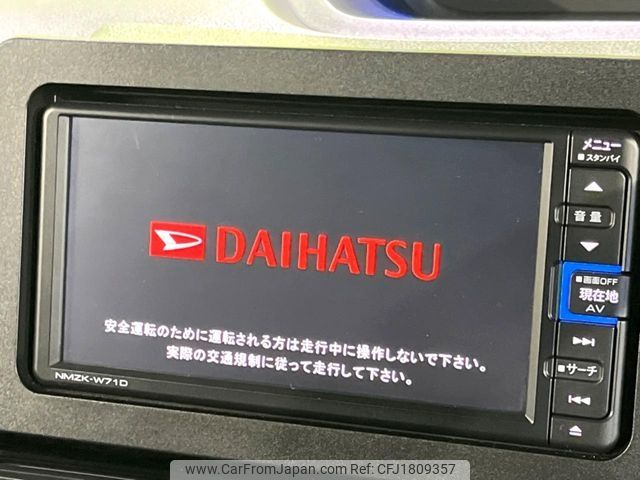 メニュー
■スタンバイ
音量
DAIHATSU
■画面OFF
現在地
AV
安全運転のために運転される方は走行中に操作しないで下さい。
実際の交通規制に従って走行して下さい。
■サーチ
NMZK-W71D
www.CarFromJapan.com Car ID: CFJ1809357